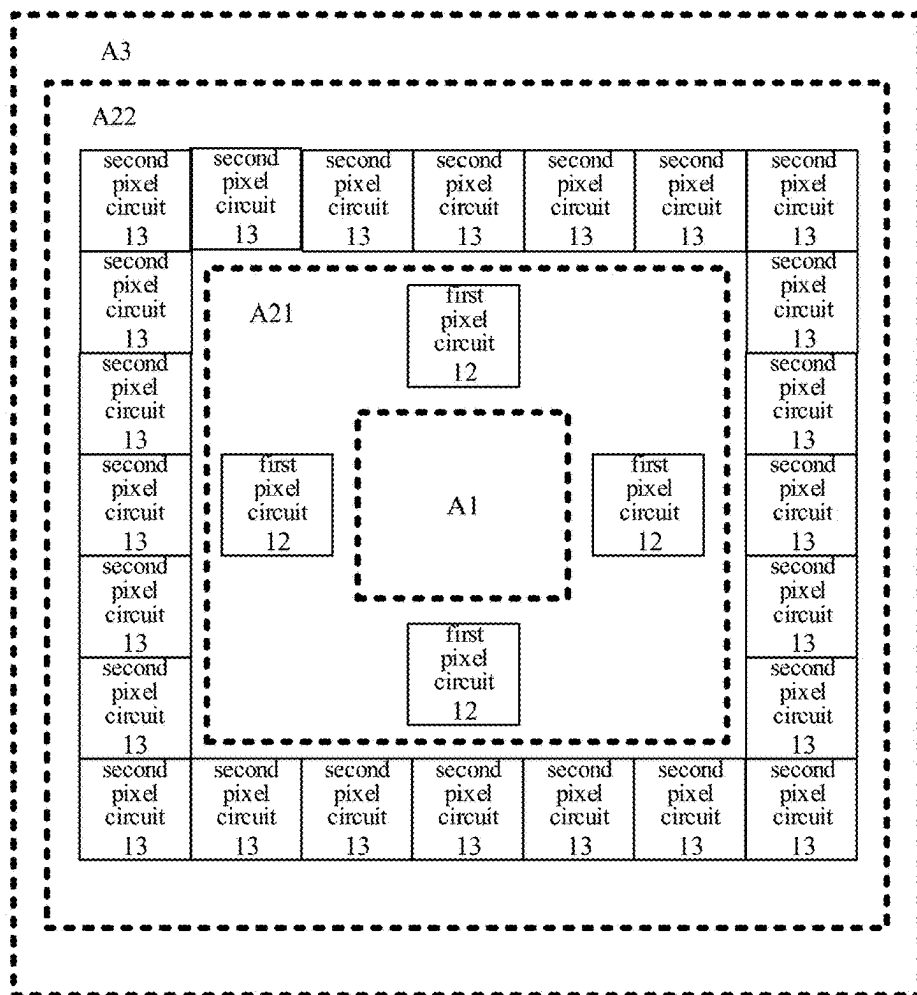 A3
A22
second
pixel
circuit
13
second
pixel
circuit
13
second
pixel
circuit
13
second
pixel
circuit
13
second
pixel
circuit
13
second
pixel
circuit
13
second
pixel
circuit
13
second
pixel
circuit
13
A21
first
pixel
circuit
12
second
pixel
circuit
13
second
pixel
circuit
13
second
pixel
circuit
13
second
pixel
circuit
13
first
pixel
circuit
12
A1
first
pixel
circuit
12
second
pixel
circuit
13
second
pixel
circuit
13
second
pixel
circuit
13
second
pixel
circuit
13
first
pixel
circuit
12
second
pixel
circuit
13
second
pixel
circuit
13
second
pixel
circuit
13
second
pixel
circuit
13
second
pixel
circuit
13
second
pixel
circuit
13
second
pixel
circuit
13
second
pixel
circuit
13